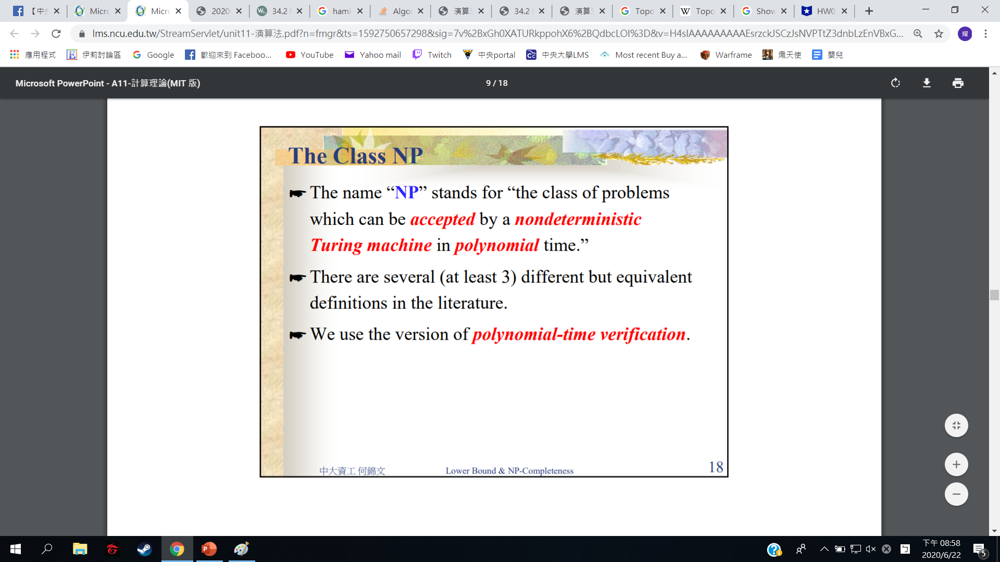 【中
Micro
Micro
2020
34.2
hami
Algo
演算
34.2
演算
Topo
Topo
Show
HW0
lms.ncu.edu.tw/StreamServlet/unit11-演算法.pdf?n=fmgr&ts=1592750657298&sig=7v%2BxGh0XATURkppohX6%2BQdbcLOI%3D&v=H4sIAAAAAAAAAEsrzckJSCzJsNVPTtZ3dnbLzEnVBxG...
耀
應用程式
伊莉討論區
Google
歡迎來到 Faceboo...
YouTube
Yahoo mail
Twitch
中央portal
中央大學LMS
Most recent Buy a...
Warframe
熾天使
嬰兒
Microsoft PowerPoint - A11-計算理論(MIT 版)
9 / 18
The Class NP
The name “NP” stands for “the class of problems
which can be accepted by a nondeterministic
Turing machine in polynomial time.”
There are several (at least 3) different but equivalent
definitions in the literature.
We use the version of polynomial-time verification.
中大資工 何錦文
Lower Bound & NP-Completeness
18
下午 08:58
2020/6/22
5